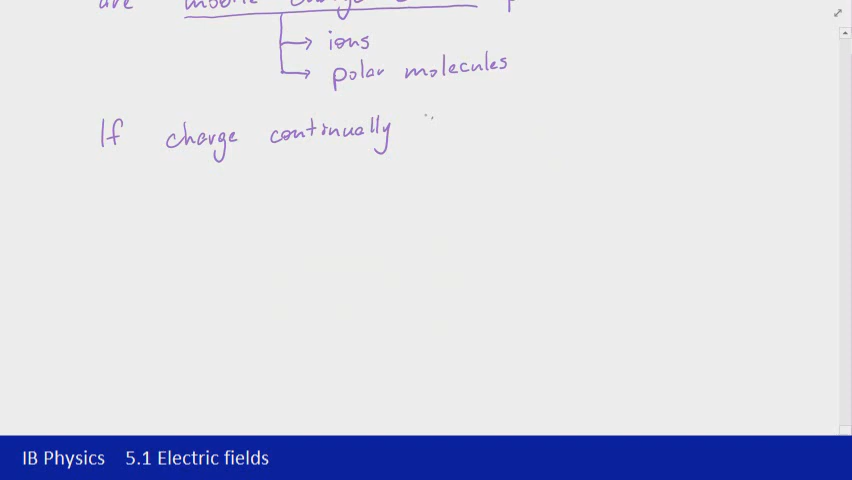 are
ions
polar molecules
If charge continually
IB Physics 5.1 Electric fields